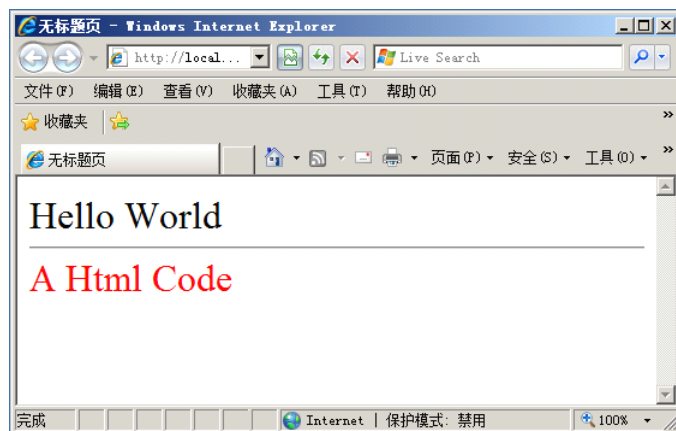 无标题页 - Windows Internet Explorer
http://local... Live Search
文件(F) 编辑(E) 查看(V) 收藏夹(A) 工具(T) 帮助(H)
收藏夹 »
无标题页 页面(P) 安全(S) 工具(O) »
Hello World
A Html Code
完成 Internet | 保护模式: 禁用 100%